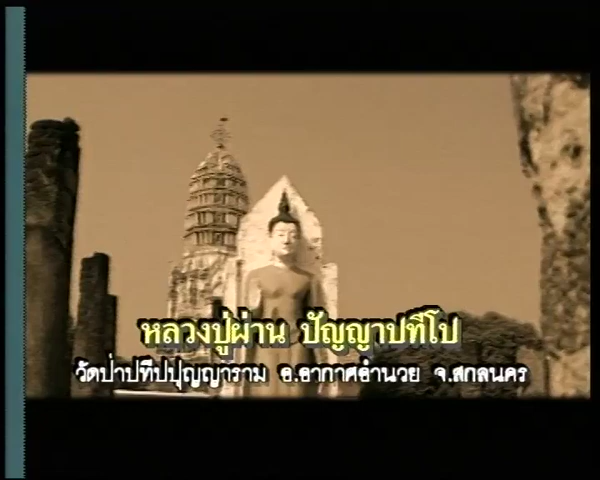 หลวงปู่ผ่าน ปัญญาปทีโป
วัดป่าปทีปปุญญาราม อ.อากาศอำนวย จ.สกลนคร